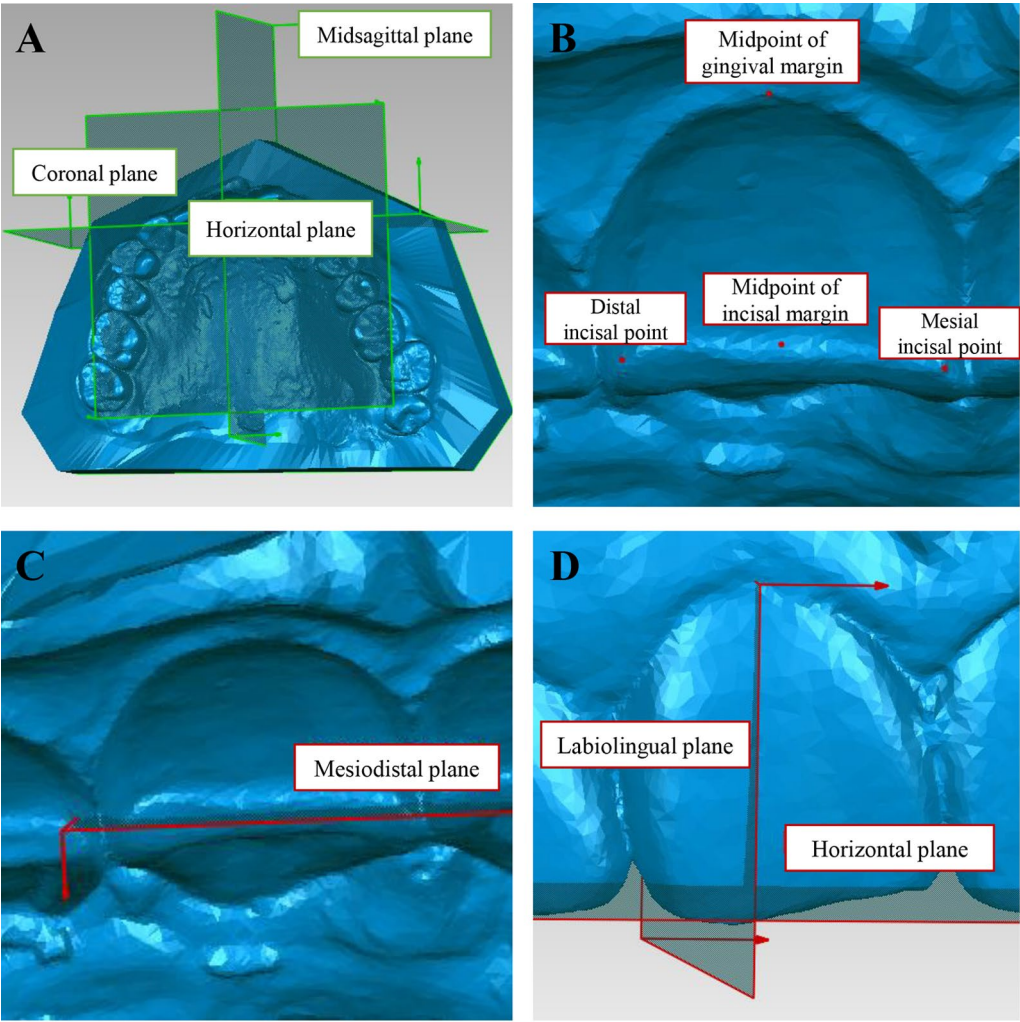 A
Midsagittal plane
Coronal plane
Horizontal plane
B
Midpoint of
gingival margin
Distal
incisal point
Midpoint of
incisal margin
Mesial
incisal point
C
Mesiodistal plane
D
Labiolingual plane
Horizontal plane